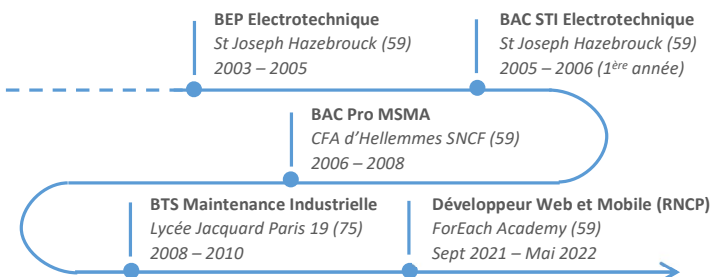 BEP Electrotechnique
St Joseph Hazebrouck (59)
2003 – 2005
BAC STI Electrotechnique
St Joseph Hazebrouck (59)
2005 – 2006 (1ère année)
BAC Pro MSMA
CFA d’Hellemmes SNCF (59)
2006 – 2008
BTS Maintenance Industrielle
Lycée Jacquard Paris 19 (75)
2008 – 2010
Développeur Web et Mobile (RNCP)
ForEach Academy (59)
Sept 2021 – Mai 2022